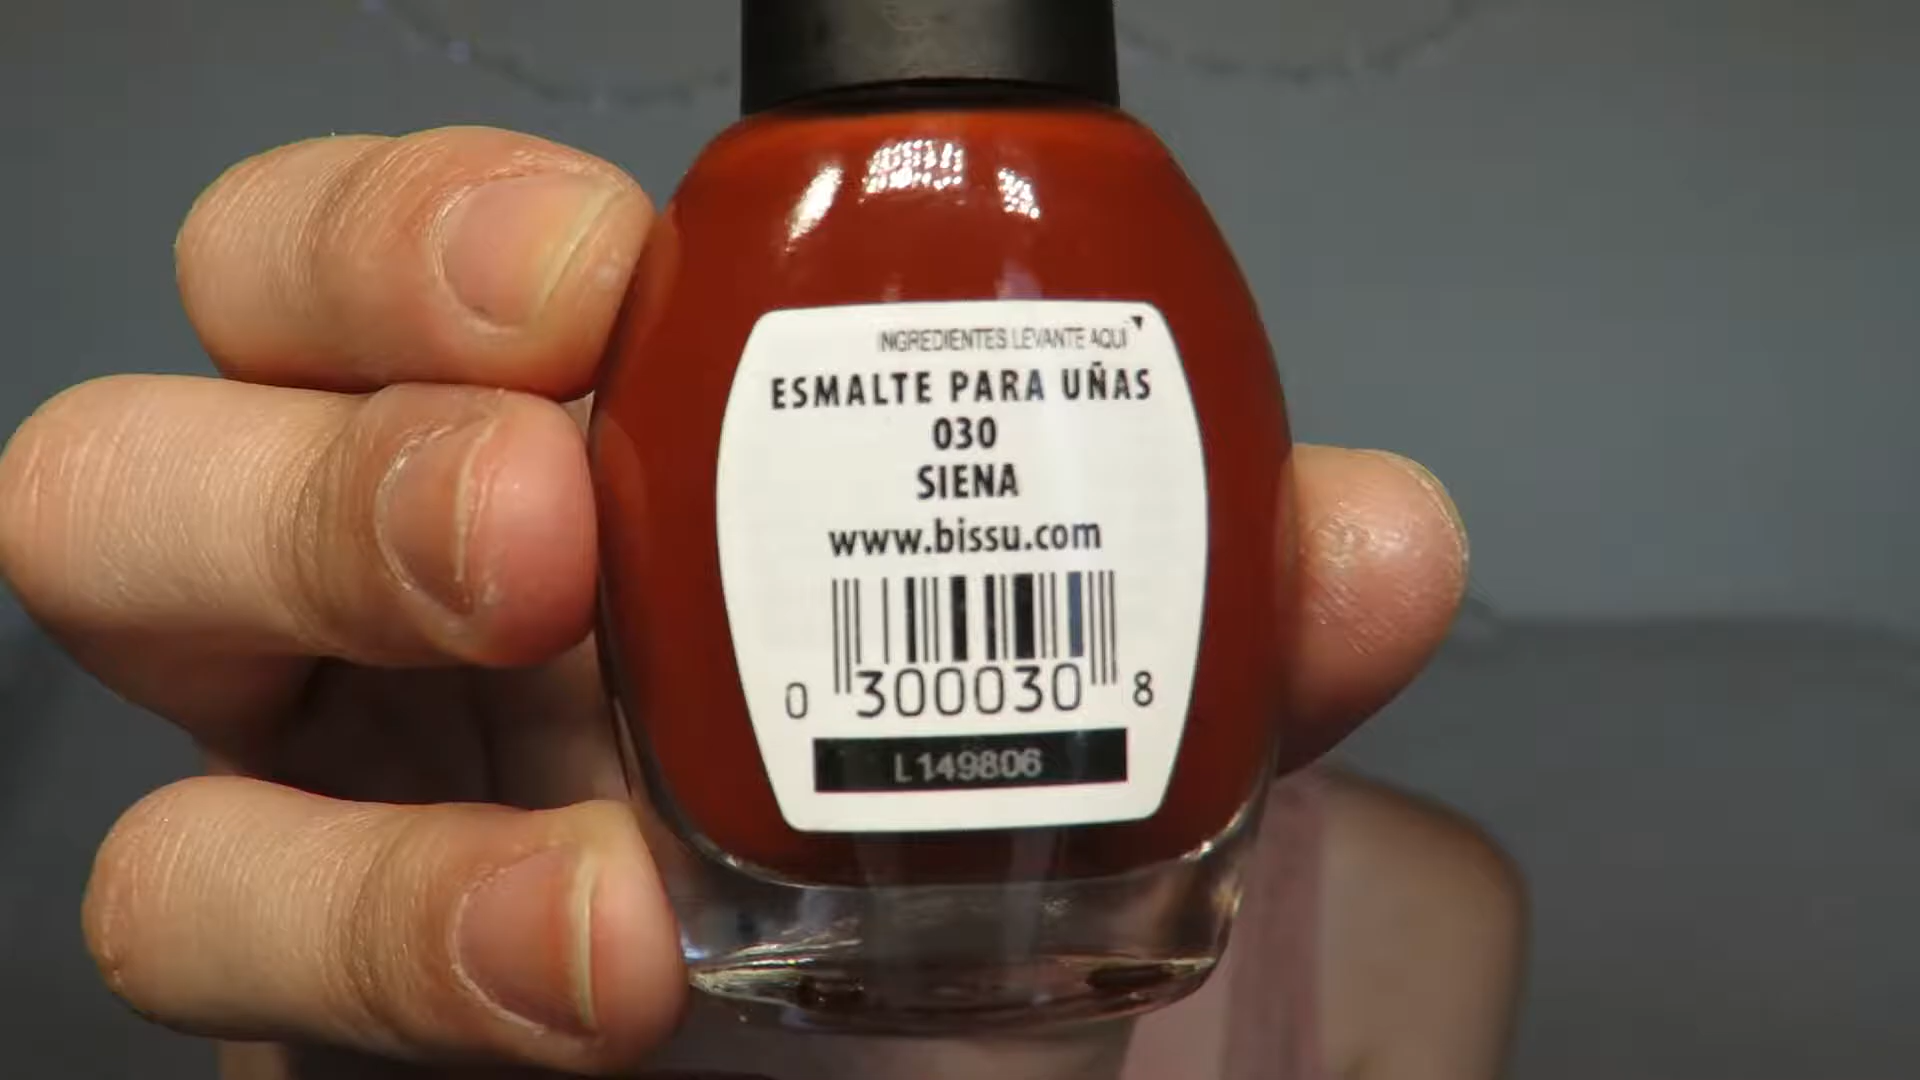 INGREDIENTES LEVANTE AQUI
ESMALTE PARA UÑAS
030
SIENA
www.bissu.com
0 300030 8
L149806